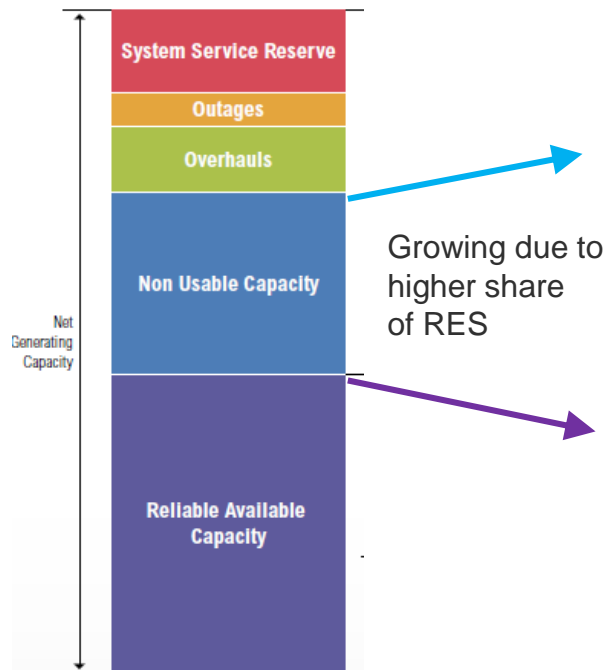 System Service Reserve
Outages
Overhauls
Growing due to
higher share
of RES
Non Usable Capacity
Net
Generating
Capacity
Reliable Available
Capacity